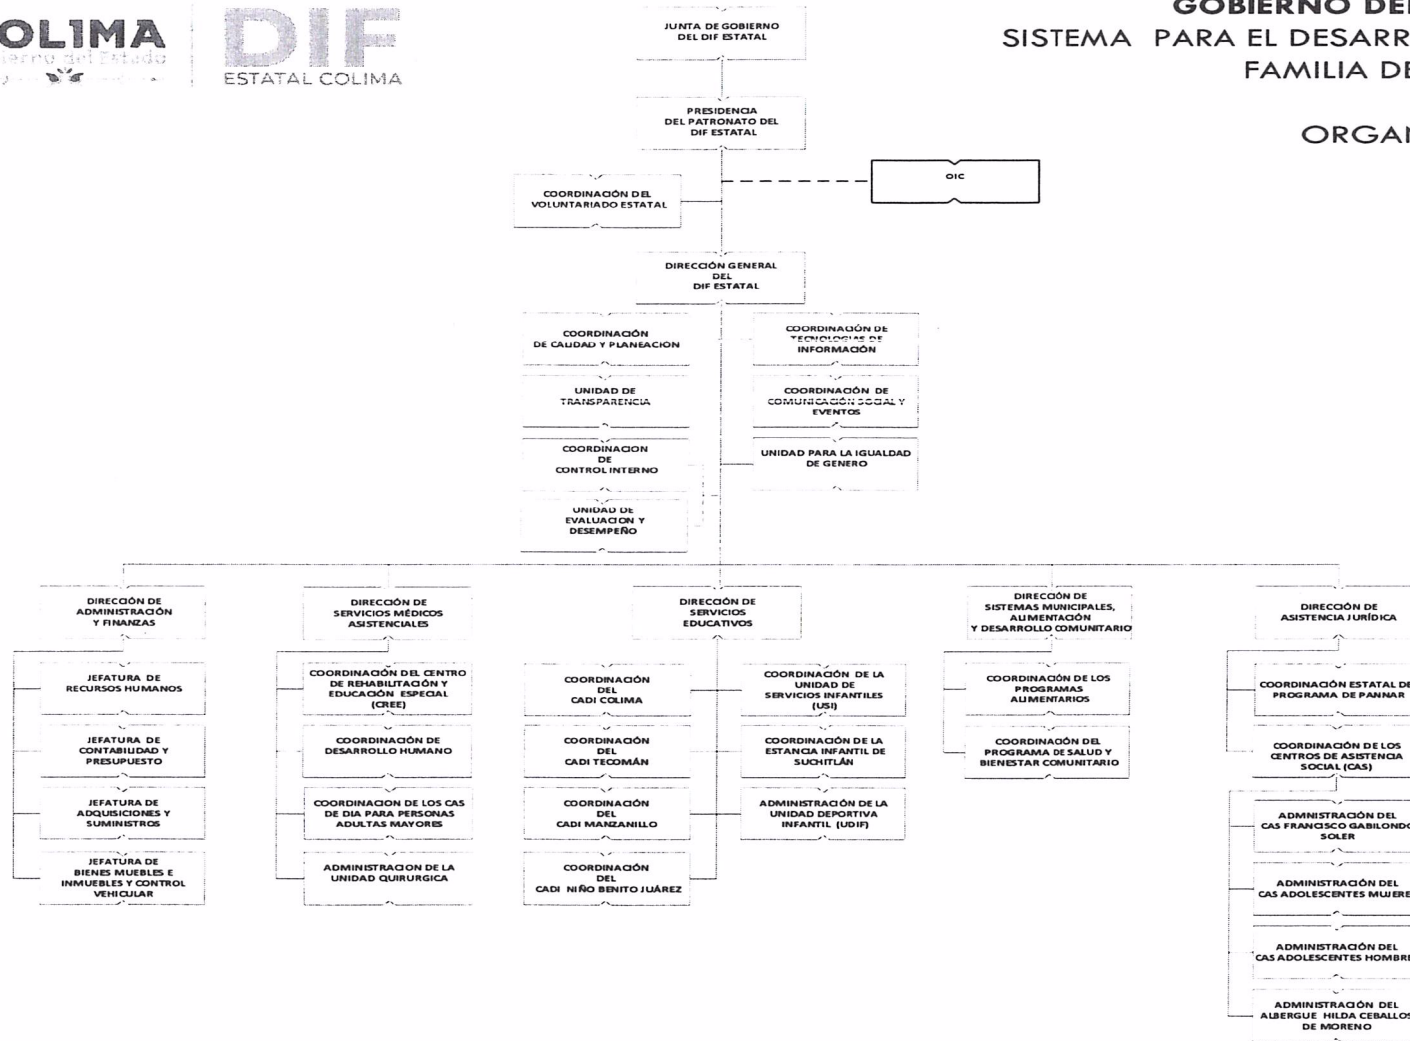 OLIMA
DIF
ESTATAL COLIMA
GOBIERNO DEL
SISTEMA PARA EL DESARR
FAMILIA DE
ORGAN
JUNTA DE GOBIERNO
DEL DIF ESTATAL
PRESIDENCIA
DEL PATRONATO DEL
DIF ESTATAL
OIC
COORDINACIÓN DEL
VOLUNTARIADO ESTATAL
DIRECCIÓN GENERAL
DEL
DIF ESTATAL
COORDINACIÓN
DE CALIDAD Y PLANEACION
COORDINACIÓN DE
TECNOLOGIAS DE
INFORMACIÓN
UNIDAD DE
TRANSPARENCIA
COORDINACIÓN DE
COMUNICACIÓN SOCIAL Y
EVENTOS
COORDINACION
DE
CONTROL INTERNO
UNIDAD PARA LA IGUALDAD
DE GENERO
UNIDAD DE
EVALUACION Y
DESEMPEÑO
DIRECCIÓN DE
ADMINISTRACIÓN
Y FINANZAS
JEFATURA DE
RECURSOS HUMANOS
JEFATURA DE
CONTABILIDAD Y
PRESUPUESTO
JEFATURA DE
ADQUISICIONES Y
SUMINISTROS
JEFATURA DE
BIENES MUEBLES E
INMUEBLES Y CONTROL
VEHICULAR
DIRECCIÓN DE
SERVICIOS MÉDICOS
ASISTENCIALES
COORDINACIÓN DEL CENTRO
DE REHABILITACIÓN Y
EDUCACIÓN ESPECIAL
(CREE)
COORDINACIÓN DE
DESARROLLO HUMANO
COORDINACION DE LOS CAS
DE DIA PARA PERSONAS
ADULTAS MAYORES
ADMINISTRACION DE LA
UNIDAD QUIRURGICA
DIRECCIÓN DE
SERVICIOS
EDUCATIVOS
COORDINACIÓN
DEL
CADI COLIMA
COORDINACIÓN DE LA
UNIDAD DE
SERVICIOS INFANTILES
(USI)
COORDINACIÓN
DEL
CADI TECOMÁN
COORDINACIÓN DE LA
ESTANCIA INFANTIL DE
SUCHITLÁN
COORDINACIÓN
DEL
CADI MANZANILLO
ADMINISTRACIÓN DE LA
UNIDAD DEPORTIVA
INFANTIL (UDIF)
COORDINACIÓN
DEL
CADI NIÑO BENITO JUÁREZ
DIRECCIÓN DE
SISTEMAS MUNICIPALES,
ALIMENTACIÓN
Y DESARROLLO COMUNITARIO
COORDINACIÓN DE LOS
PROGRAMAS
ALIMENTARIOS
COORDINACIÓN DEL
PROGRAMA DE SALUD Y
BIENESTAR COMUNITARIO
DIRECCIÓN DE
ASISTENCIA JURÍDICA
COORDINACIÓN ESTATAL DE
PROGRAMA DE PANNAR
COORDINACIÓN DE LOS
CENTROS DE ASISTENCIA
SOCIAL (CAS)
ADMINISTRACIÓN DEL
CAS FRANCISCO GABILONDO
SOLER
ADMINISTRACIÓN DEL
CAS ADOLESCENTES MUJERE
ADMINISTRACIÓN DEL
CAS ADOLESCENTES HOMBRE
ADMINISTRACIÓN DEL
ALBERGUE HILDA CEBALLOS
DE MORENO